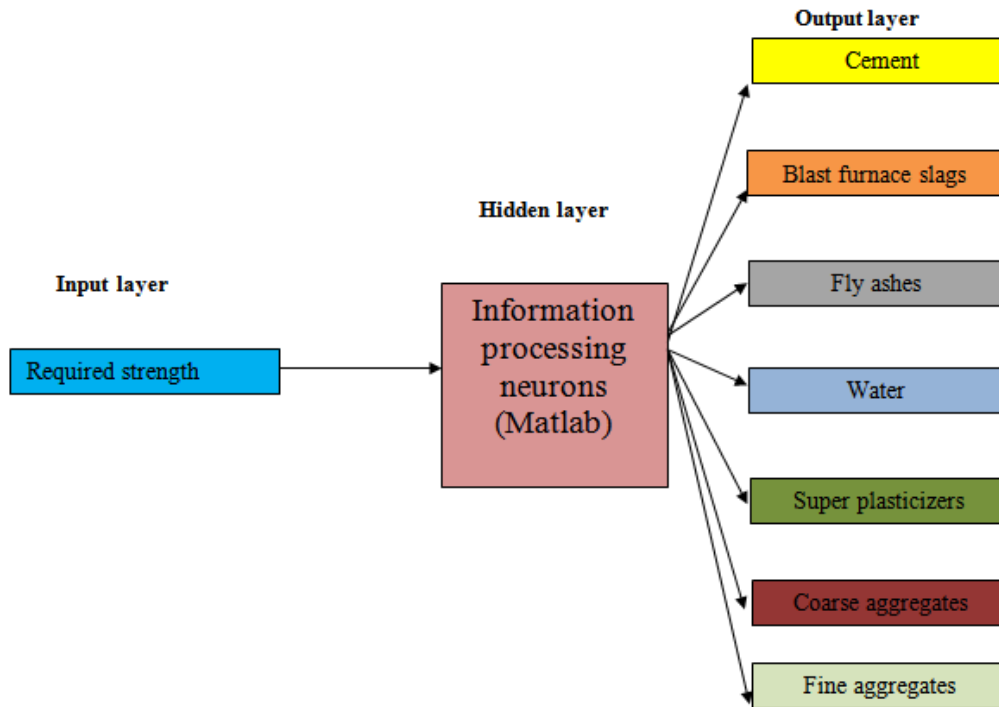 Input layer
Required strength
Hidden layer
Information
processing
neurons
(Matlab)
Output layer
Cement
Blast furnace slags
Fly ashes
Water
Super plasticizers
Coarse aggregates
Fine aggregates